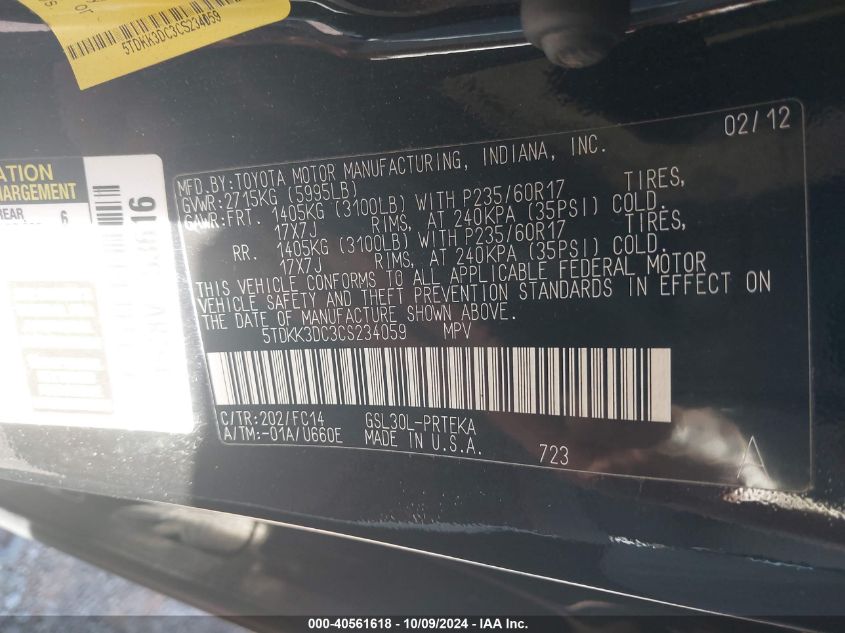 5TDKK3DC3CS234059
ATION
HARGEMENT
REAR
6
02/12
MFD.BY:TOYOTA MOTOR MANUFACTURING, INDIANA, INC.
GVWR:2715KG (5995LB)
GAWR:FRT. 1405KG (3100LB) WITH P235/60R17 TIRES,
17X7J RIMS, AT 240KPA (35PSI) COLD.
RR. 1405KG (3100LB) WITH P235/60R17 TIRES,
17X7J RIMS, AT 240KPA (35PSI) COLD.
THIS VEHICLE CONFORMS TO ALL APPLICABLE FEDERAL MOTOR
VEHICLE SAFETY AND THEFT PREVENTION STANDARDS IN EFFECT ON
THE DATE OF MANUFACTURE SHOWN ABOVE.
5TDKK3DC3CS234059 MPV
C/TR:202/FC14 GSL30L-PRTEKA
A/TM:-01A/U660E MADE IN U.S.A.
723
A
000-40561618 - 10/09/2024 - IAA Inc.